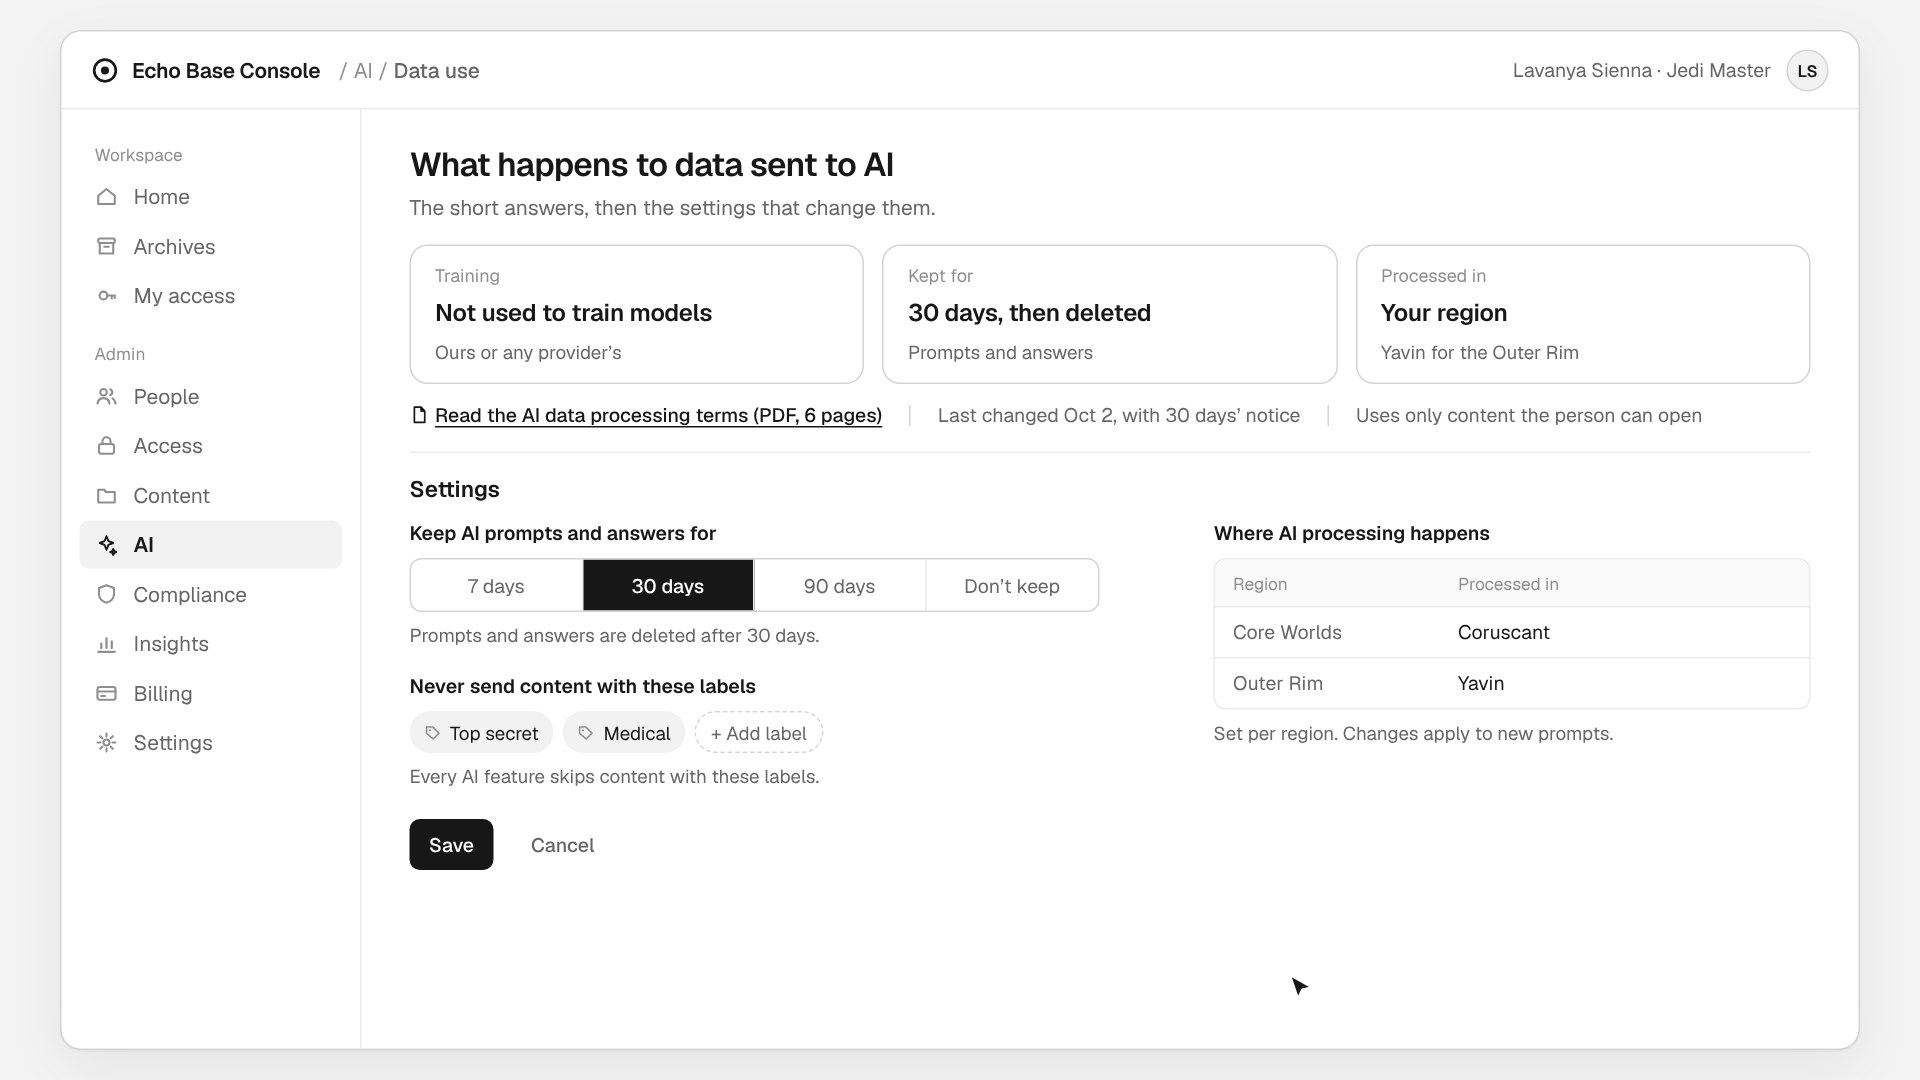 Echo Base Console / AI / Data use
Lavanya Sienna · Jedi Master LS
Workspace
Home
Archives
My access
Admin
People
Access
Content
AI
Compliance
Insights
Billing
Settings
What happens to data sent to AI
The short answers, then the settings that change them.
Training
Not used to train models
Ours or any provider’s
Kept for
30 days, then deleted
Prompts and answers
Processed in
Your region
Yavin for the Outer Rim
Read the AI data processing terms (PDF, 6 pages)
Last changed Oct 2, with 30 days’ notice
Uses only content the person can open
Settings
Keep AI prompts and answers for
7 days 30 days 90 days Don’t keep
Prompts and answers are deleted after 30 days.
Never send content with these labels
Top secret Medical + Add label
Every AI feature skips content with these labels.
Save Cancel
Where AI processing happens
Region Processed in
Core Worlds Coruscant
Outer Rim Yavin
Set per region. Changes apply to new prompts.